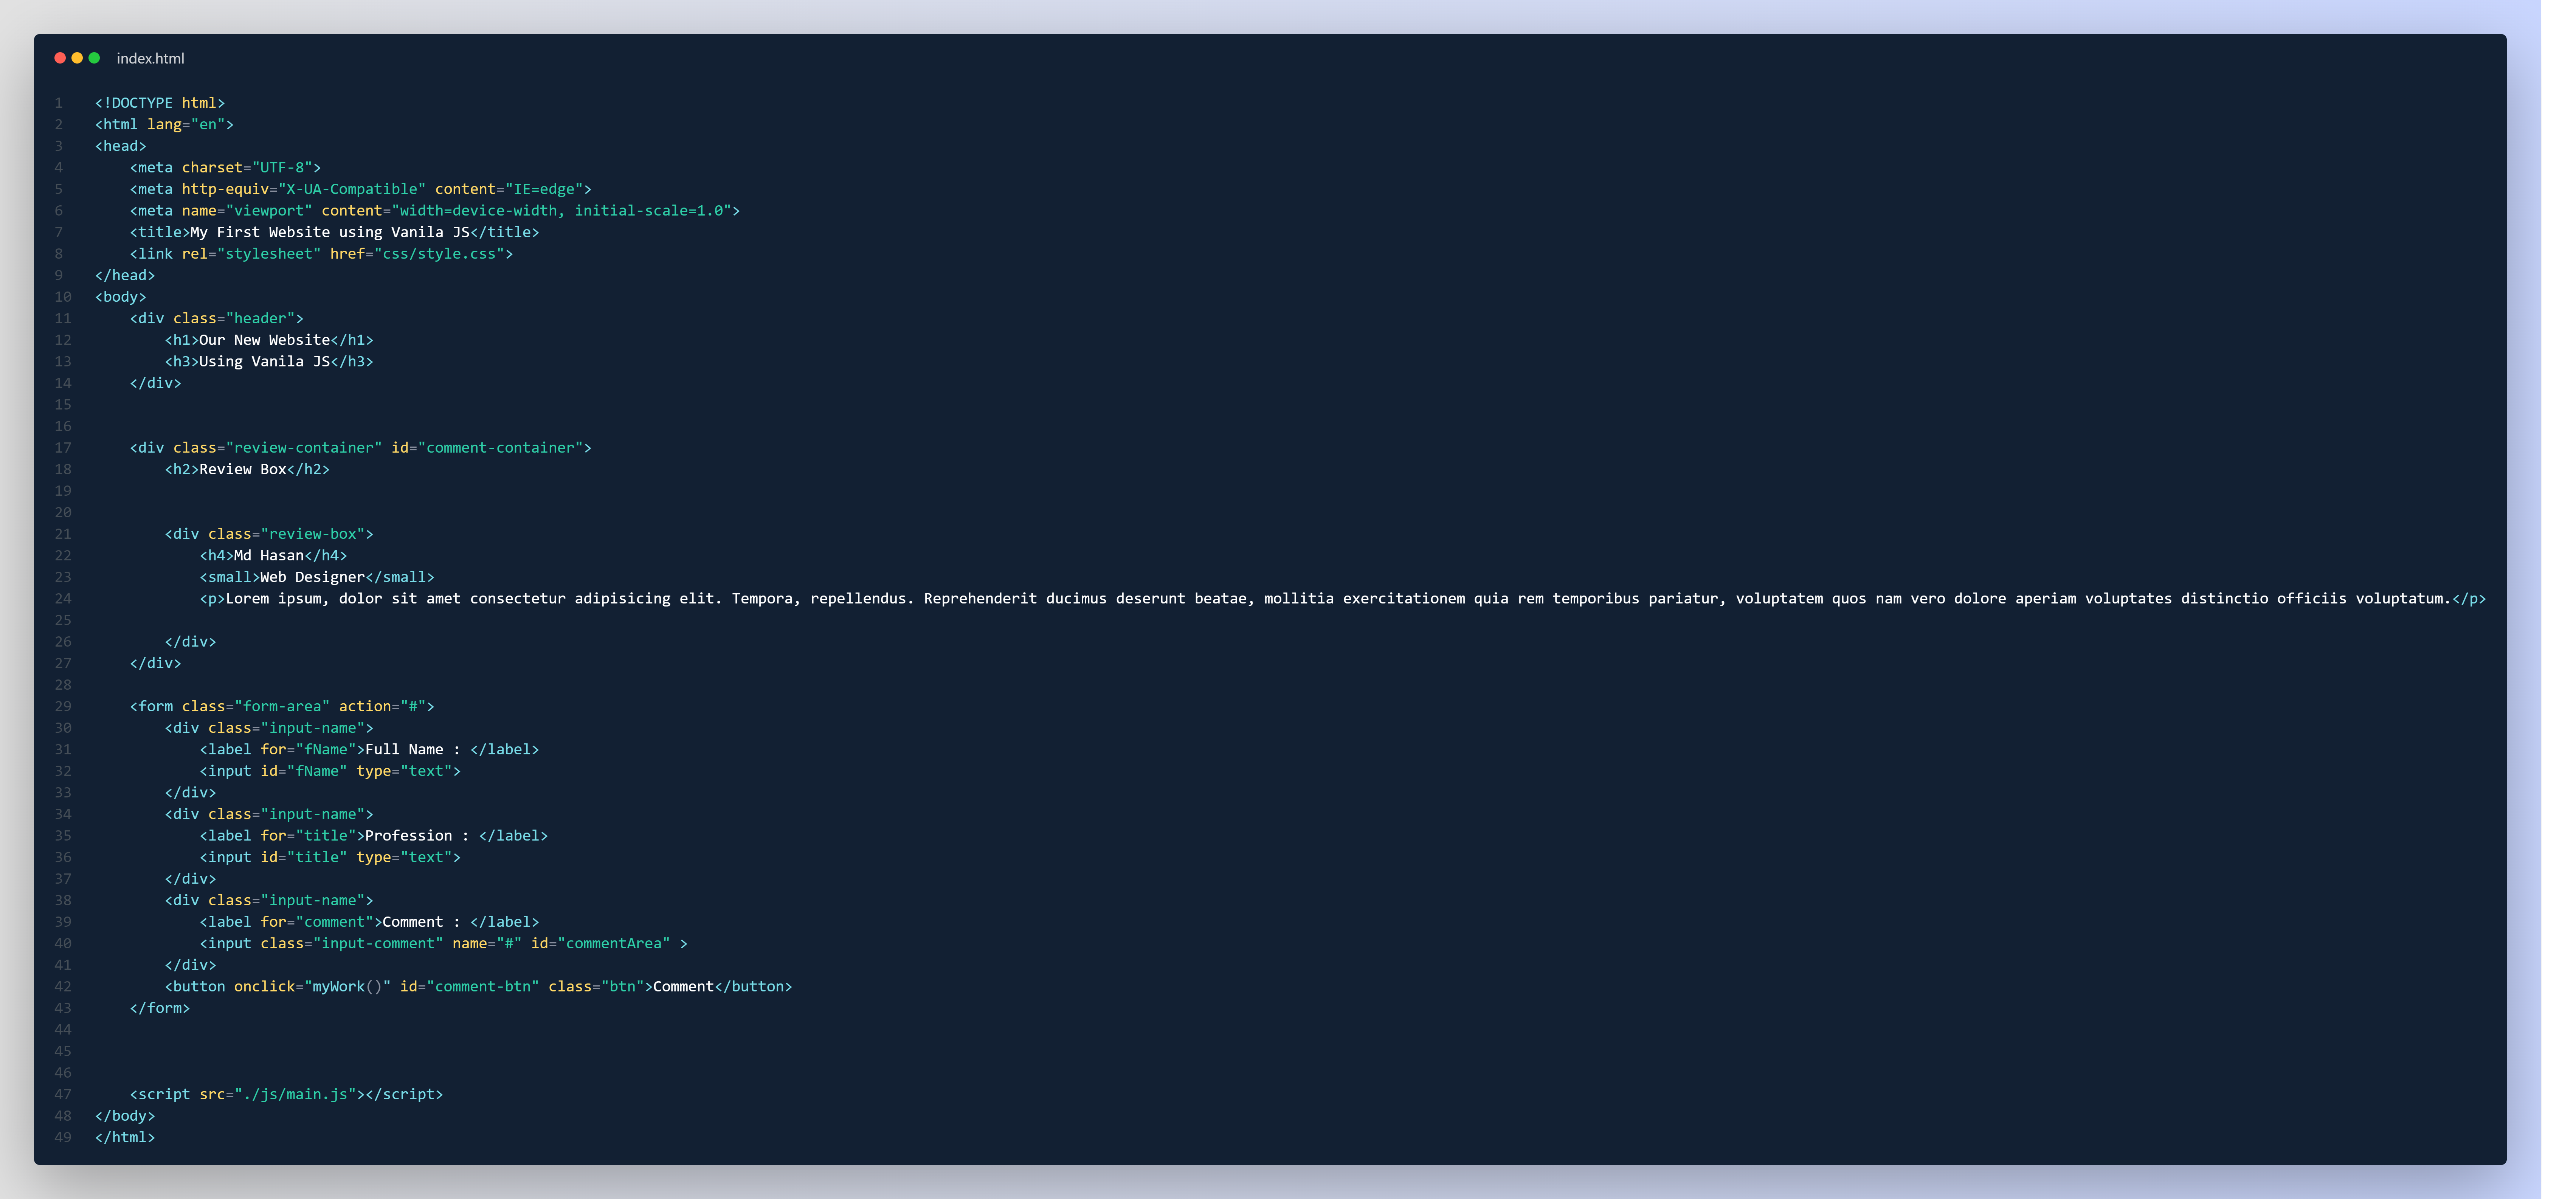 index.html
1 <!DOCTYPE html>
2 <html lang="en">
3 <head>
4     <meta charset="UTF-8">
5     <meta http-equiv="X-UA-Compatible" content="IE=edge">
6     <meta name="viewport" content="width=device-width, initial-scale=1.0">
7     <title>My First Website using Vanila JS</title>
8     <link rel="stylesheet" href="css/style.css">
9 </head>
10 <body>
11     <div class="header">
12         <h1>Our New Website</h1>
13         <h3>Using Vanila JS</h3>
14     </div>
15
16
17     <div class="review-container" id="comment-container">
18         <h2>Review Box</h2>
19
20
21         <div class="review-box">
22             <h4>Md Hasan</h4>
23             <small>Web Designer</small>
24             <p>Lorem ipsum, dolor sit amet consectetur adipisicing elit. Tempora, repellendus. Reprehenderit ducimus deserunt beatae, mollitia exercitationem quia rem temporibus pariatur, voluptatem quos nam vero dolore aperiam voluptates distinctio officiis voluptatum.</p>
25
26         </div>
27     </div>
28
29     <form class="form-area" action="#">
30         <div class="input-name">
31             <label for="fName">Full Name : </label>
32             <input id="fName" type="text">
33         </div>
34         <div class="input-name">
35             <label for="title">Profession : </label>
36             <input id="title" type="text">
37         </div>
38         <div class="input-name">
39             <label for="comment">Comment : </label>
40             <input class="input-comment" name="#" id="commentArea" >
41         </div>
42         <button onclick="myWork()" id="comment-btn" class="btn">Comment</button>
43     </form>
44
45
46
47     <script src="./js/main.js"></script>
48 </body>
49 </html>